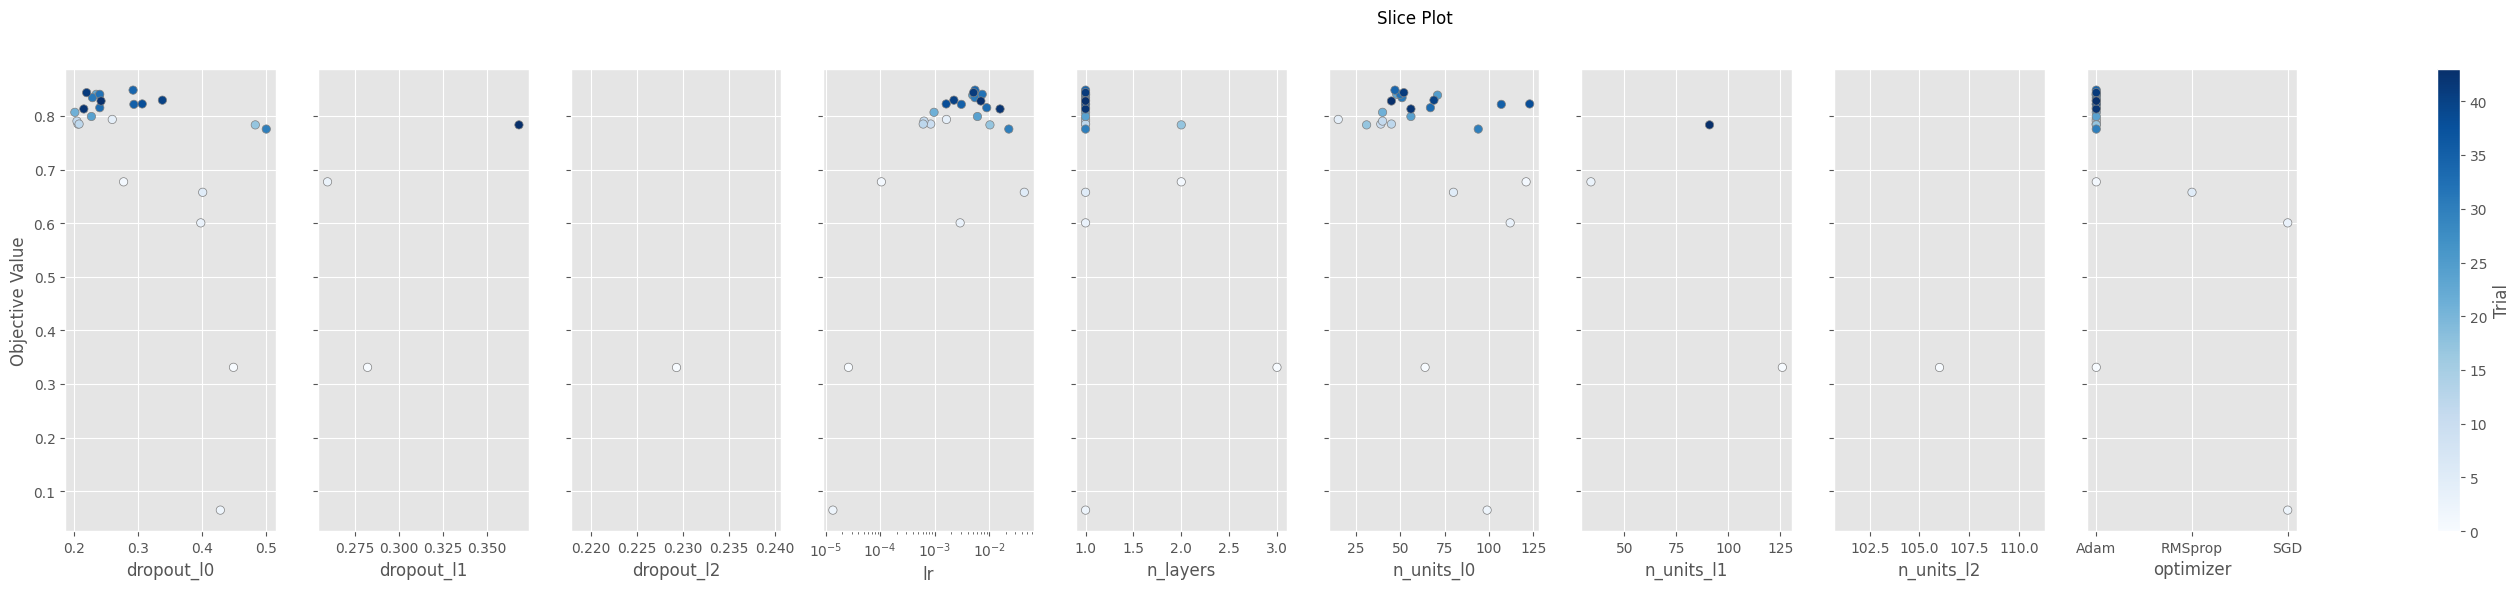 Slice Plot
Objective Value
0.8
0.7
0.6
0.5
0.4
0.3
0.2
0.1
0.2 0.3 0.4 0.5
dropout_l0
0.275 0.300 0.325 0.350
dropout_l1
0.220 0.225 0.230 0.235 0.240
dropout_l2
10⁻⁵ 10⁻⁴ 10⁻³ 10⁻²
lr
1.0 1.5 2.0 2.5 3.0
n_layers
25 50 75 100 125
n_units_l0
50 75 100 125
n_units_l1
102.5 105.0 107.5 110.0
n_units_l2
Adam RMSprop SGD
optimizer
40
35
30
25
20
15
10
5
0
Trial